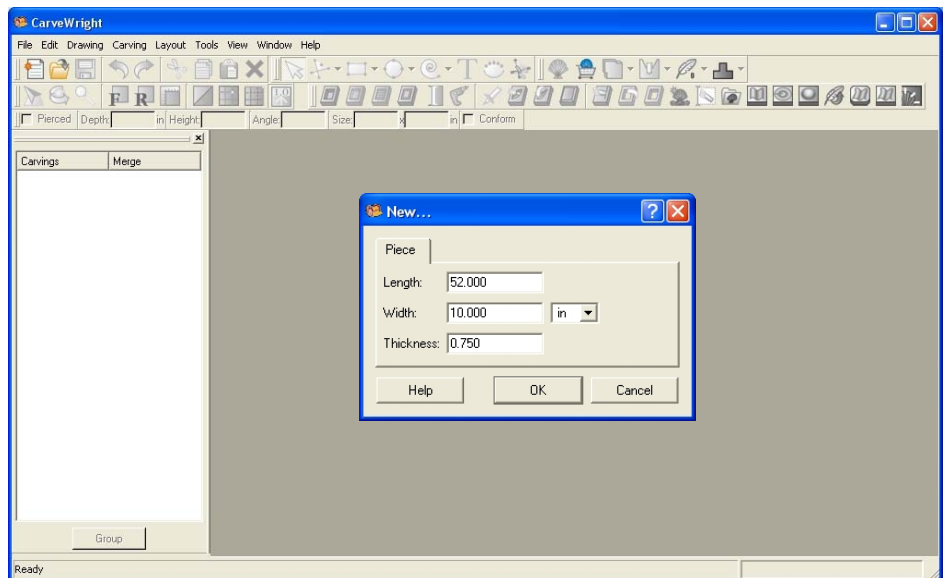 CarveWright
File Edit Drawing Carving Layout Tools View Window Help
Pierced Depth: in Height: Angle: Size: x in Conform
Carvings Merge
New...
Piece
Length: 52.000
Width: 10.000 in
Thickness: 0.750
Help OK Cancel
Group
Ready